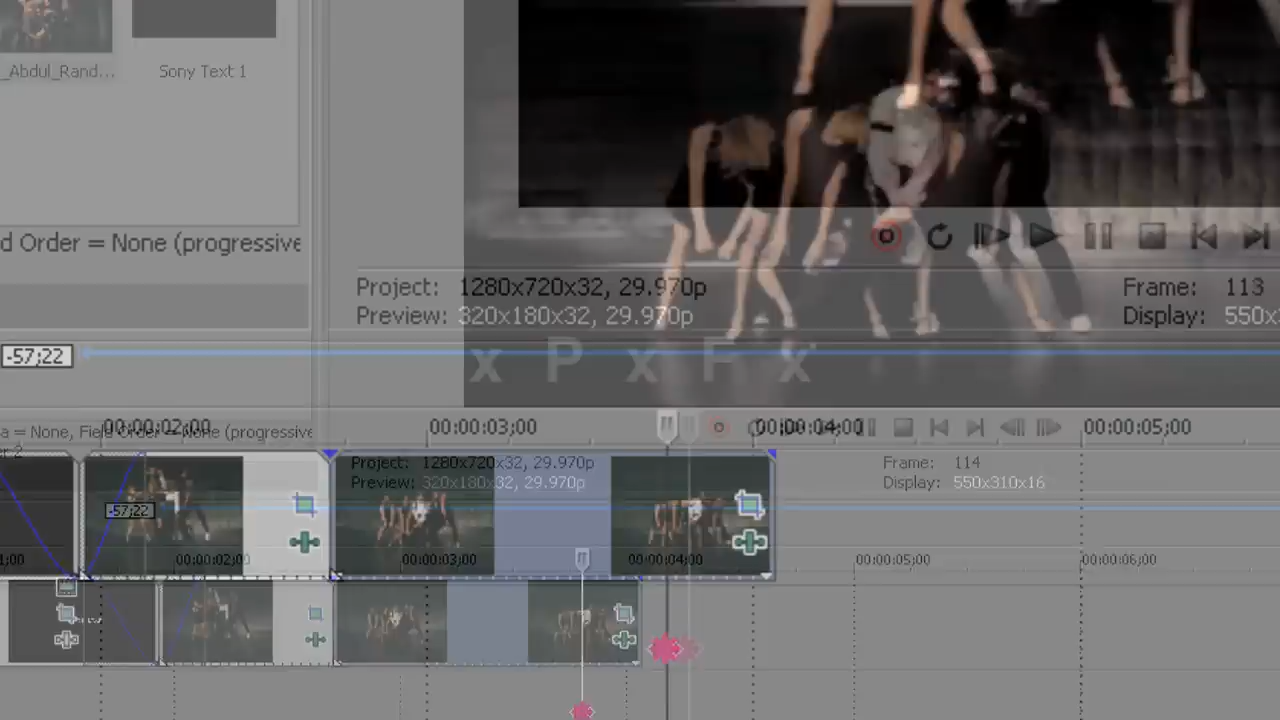 _Abdul_Rand...
Sony Text 1
d Order = None (progressive
Project: 1280x720x32, 29.970p
Frame: 113
Preview: 320x180x32, 29.970p
Display: 550x
-57;22
x P x F x
00:00:02;00
00:00:03;00
00:00:04;00
00:00:05;00
a = None, Field Order = None (progressive
Project: 1280x720x32, 29.970p
Frame: 114
Preview: 320x180x32, 29.970p
Display: 550x310x16
-57;22
1;00
00:00:02;00
00:00:03;00
00:00:04;00
00:00:05;00
00:00:06;00